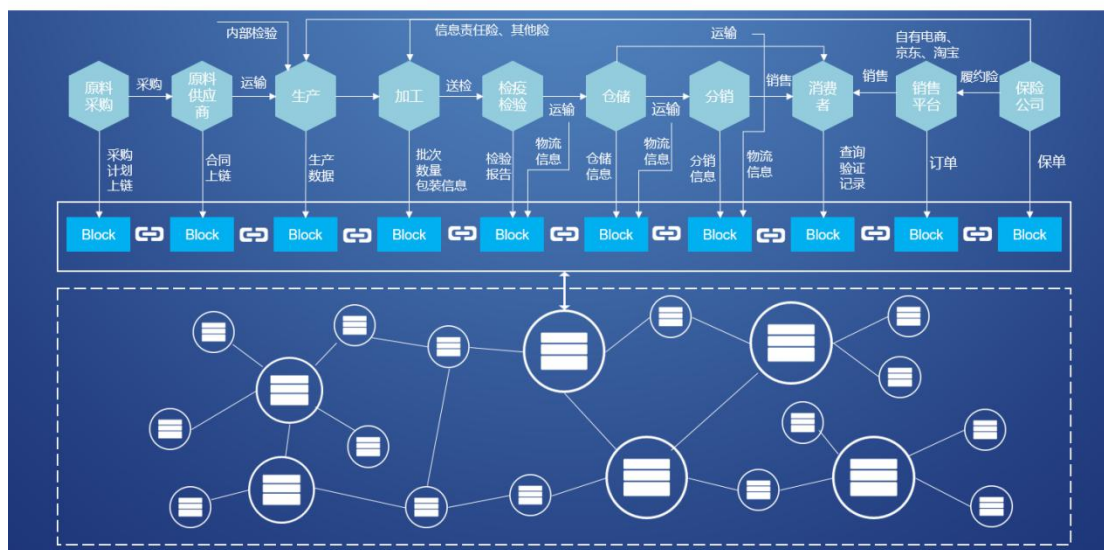 内部检验
信息责任险、其他险
运输
自有电商、
京东、淘宝
原料
采购
采购
原料
供应
商
运输
生产
加工
送检
检疫
检验
运输
仓储
运输
分销
销售
消费
者
销售
销售
平台
履约险
保险
公司
采购
计划
上链
合同
上链
生产
数据
批次
数量
包装信息
检验
报告
物流
信息
仓储
信息
物流
信息
分销
信息
物流
信息
查询
验证
记录
订单
保单
Block
Block
Block
Block
Block
Block
Block
Block
Block
Block